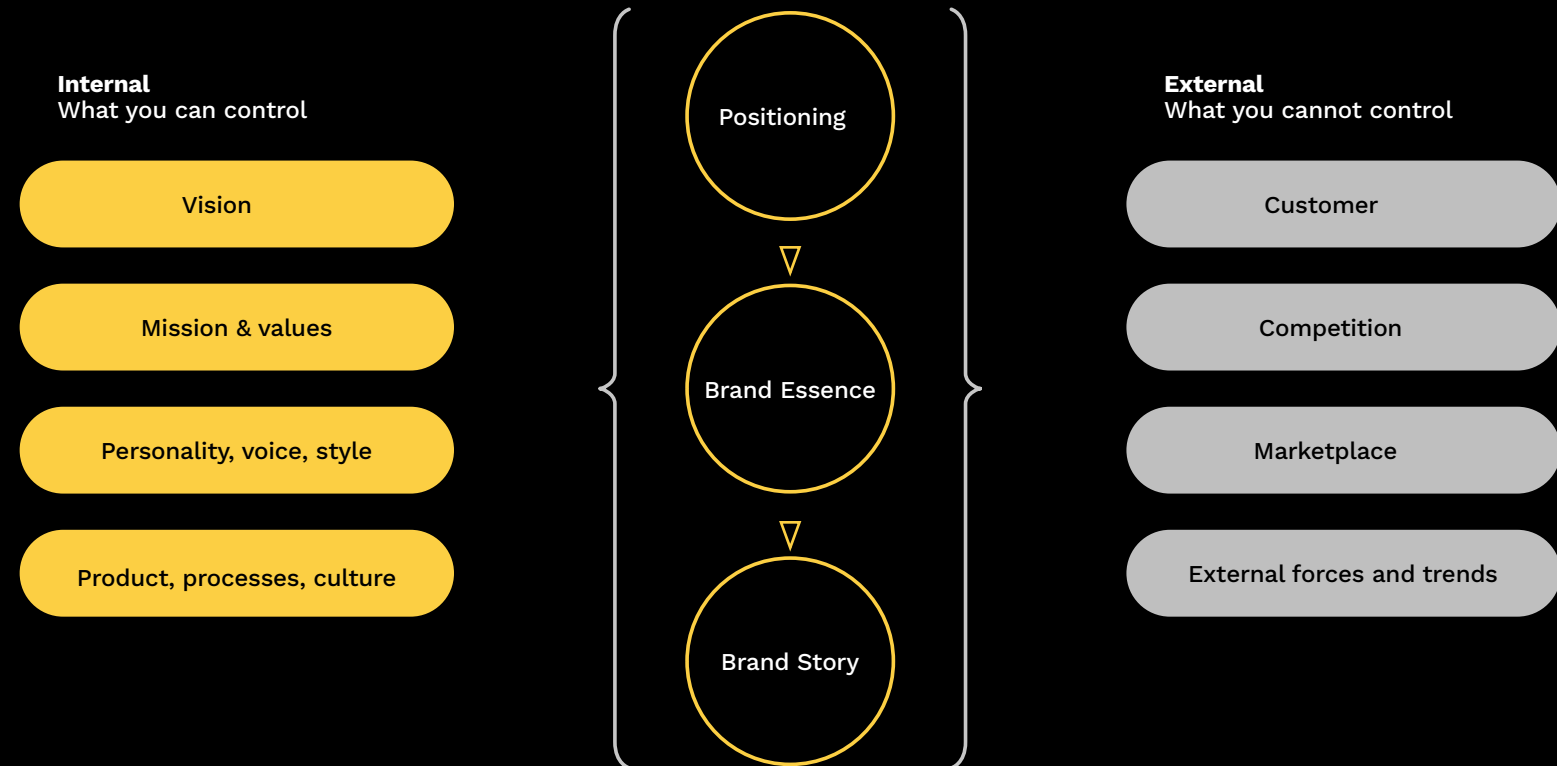 Internal
What you can control
Vision
Mission & values
Personality, voice, style
Product, processes, culture
Positioning
Brand Essence
Brand Story
External
What you cannot control
Customer
Competition
Marketplace
External forces and trends